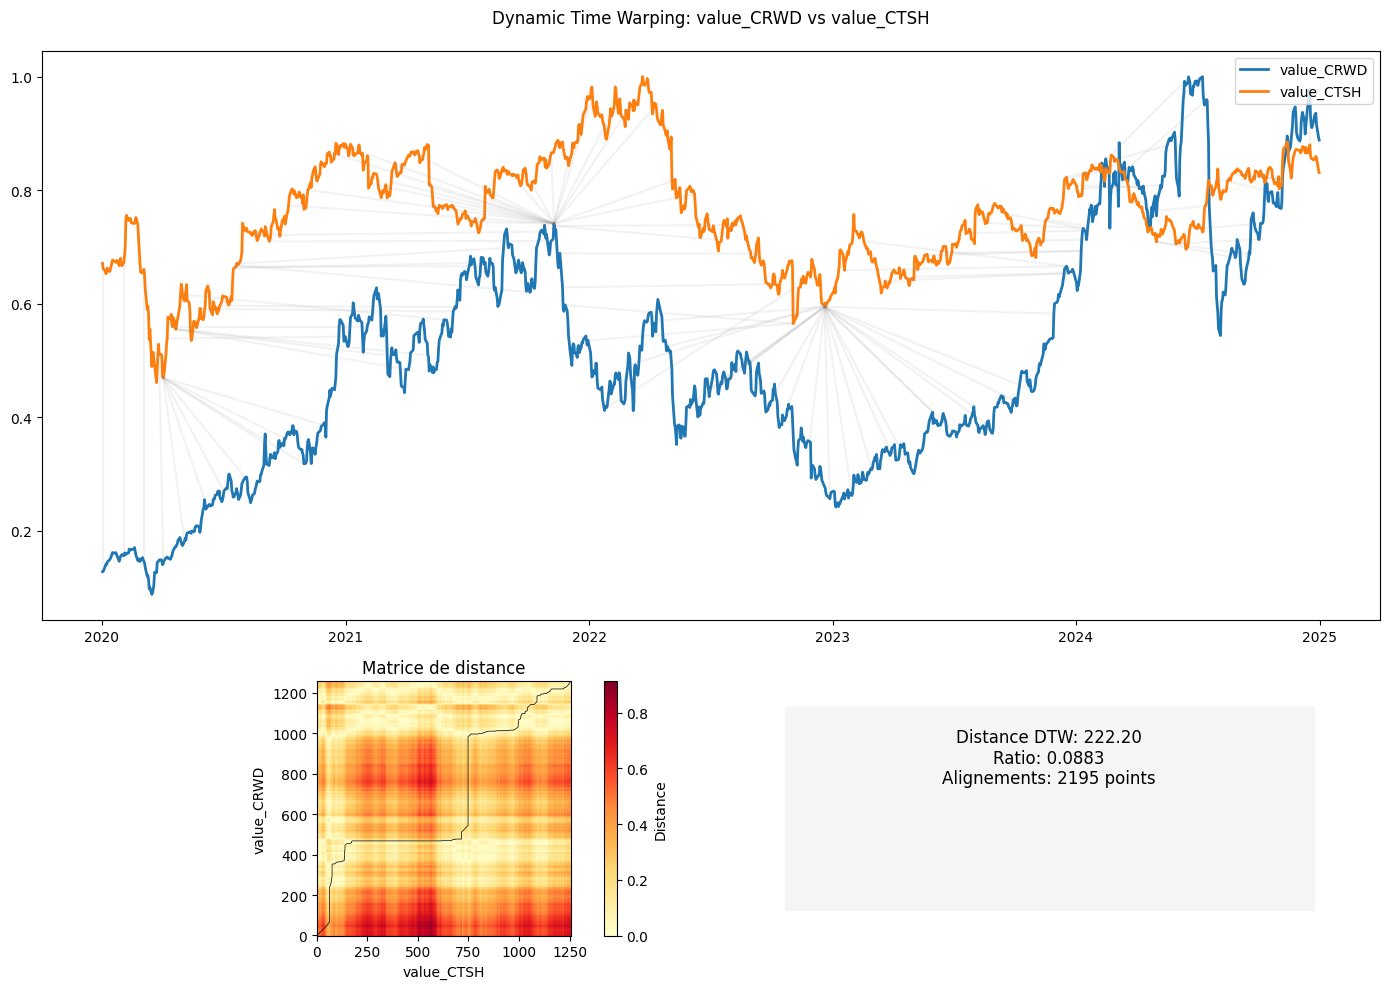 Dynamic Time Warping: value_CRWD vs value_CTSH
value_CRWD
value_CTSH
1.0
0.8
0.6
0.4
0.2
2020
2021
2022
2023
2024
2025
Matrice de distance
1200
1000
800
600
400
200
0
value_CRWD
0
250
500
750
1000
1250
value_CTSH
0.8
0.6
0.4
0.2
0.0
Distance
Distance DTW: 222.20
Ratio: 0.0883
Alignements: 2195 points